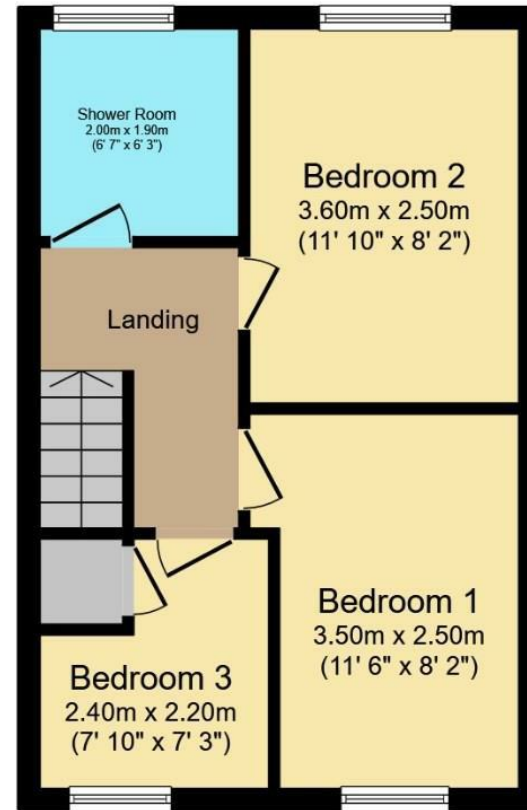 Shower Room
2.00m x 1.90m
(6' 7" x 6' 3")
Bedroom 2
3.60m x 2.50m
(11' 10" x 8' 2")
Landing
Bedroom 1
3.50m x 2.50m
(11' 6" x 8' 2")
Bedroom 3
2.40m x 2.20m
(7' 10" x 7' 3")